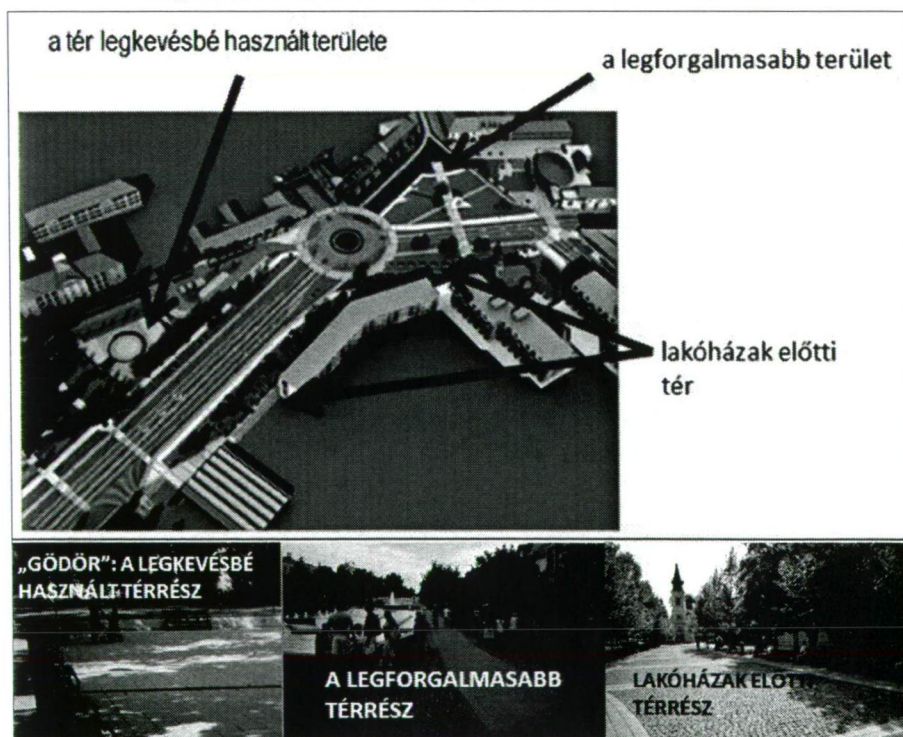 a tér legkevésbé használt területe
a legforgalmasabb terület
lakóházak előtti
tér
„GÖDÖR”: A LEGKEVÉSBÉ
HASZNÁLT TÉRRÉSZ
A LEGFORGALMASABB
TÉRRÉSZ
LAKÓHÁZAK ELŐTTI
TÉRRÉSZ